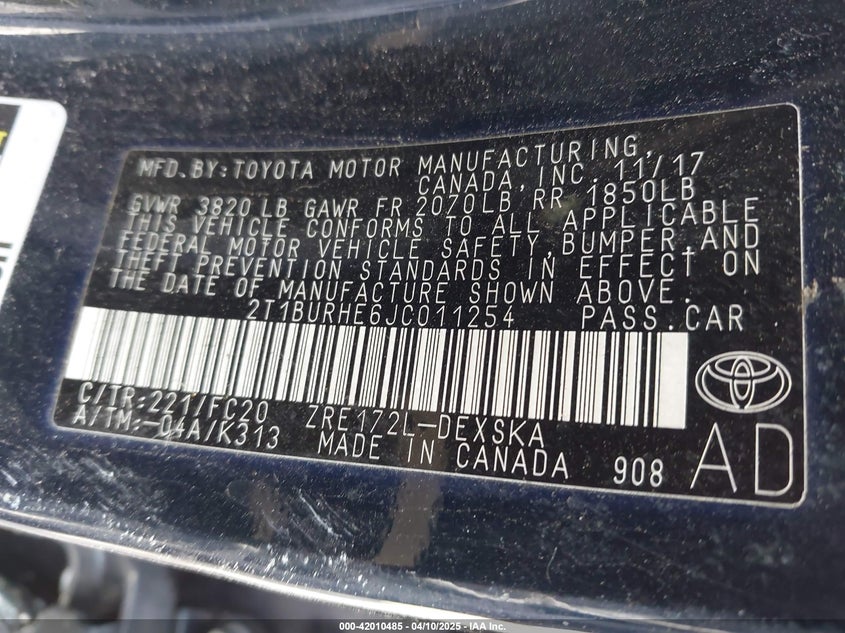 MFD.BY:TOYOTA MOTOR MANUFACTURING,
CANADA,INC. 11/17
GVWR 3820 LB GAWR FR 2070LB RR 1850LB
THIS VEHICLE CONFORMS TO ALL APPLICABLE
FEDERAL MOTOR VEHICLE SAFETY,BUMPER,AND
THEFT PREVENTION STANDARDS IN EFFECT ON
THE DATE OF MANUFACTURE SHOWN ABOVE.
2T1BURHE6JC011254 PASS.CAR
C/TR:221/FC20 ZRE172L-DEXSKA
A/TM:-04A/K313 MADE IN CANADA 908 AD
000-42010485 - 04/10/2025 - © IAA Inc.